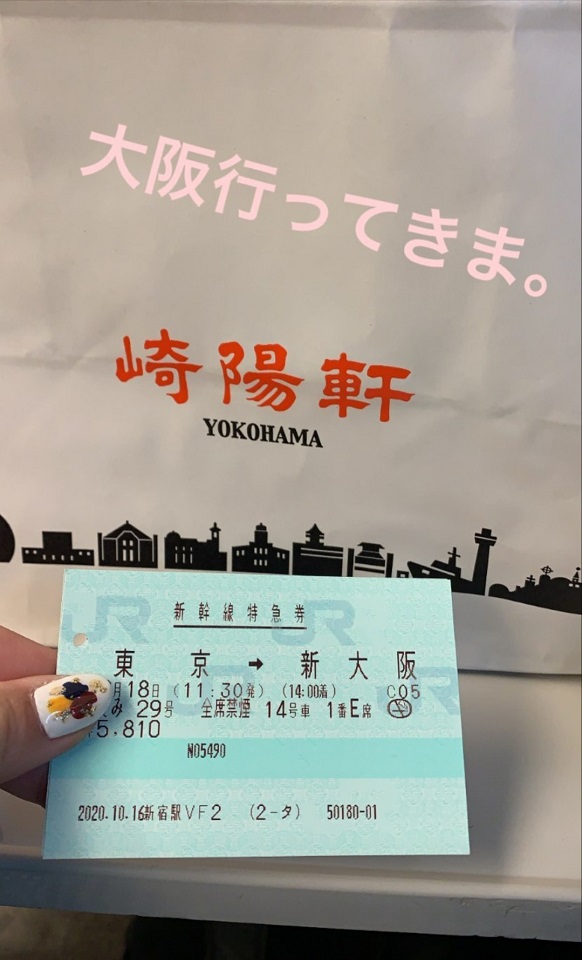 大阪行ってきま。
崎陽軒
YOKOHAMA
新幹線特急券
東京 → 新大阪
月18日 (11:30発) (14:00着) C05
み 29号 全席禁煙 14号車 1番E席
5,810
N05490
2020.10.16新宿駅VF2 (2-タ) 50180-01
JR
JR
JR